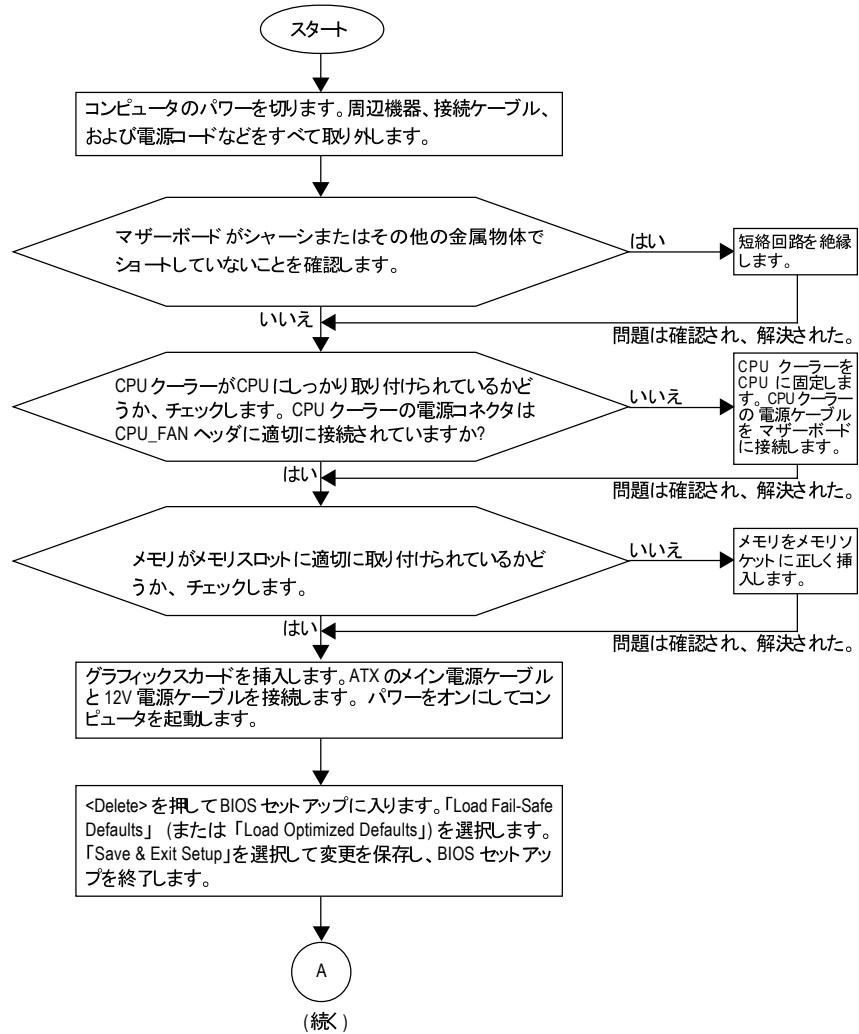 スタート
コンピュータのパワーを切ります。周辺機器、接続ケーブル、
および電源コードなどをすべて取り外します。
マザーボードがシャーシまたはその他の金属物体で
ショートしていないことを確認します。
はい
短絡回路を絶縁
します。
いいえ
問題は確認され、解決された。
CPU クーラーがCPU にしっかり取り付けられているかど
うか、チェックします。CPU クーラーの電源コネクタは
CPU_FAN ヘッダに適切に接続されていますか?
いいえ
CPU クーラーを
CPU に固定しま
す。CPUクーラー
の電源ケーブル
をマザーボード
に接続します。
はい
問題は確認され、解決された。
メモリがメモリスロットに適切に取り付けられているかど
うか、チェックします。
いいえ
メモリをメモリソ
ケットに正しく挿
入します。
はい
問題は確認され、解決された。
グラフィックスカードを挿入します。ATX のメイン電源ケーブル
と 12V 電源ケーブルを接続します。パワーをオンにしてコン
ピュータを起動します。
<Delete> を押して BIOS セットアップに入ります。「Load Fail-Safe
Defaults」 (または 「Load Optimized Defaults」) を選択します。
「Save & Exit Setup」を選択して変更を保存し、BIOS セットアッ
プを終了します。
A
(続く)